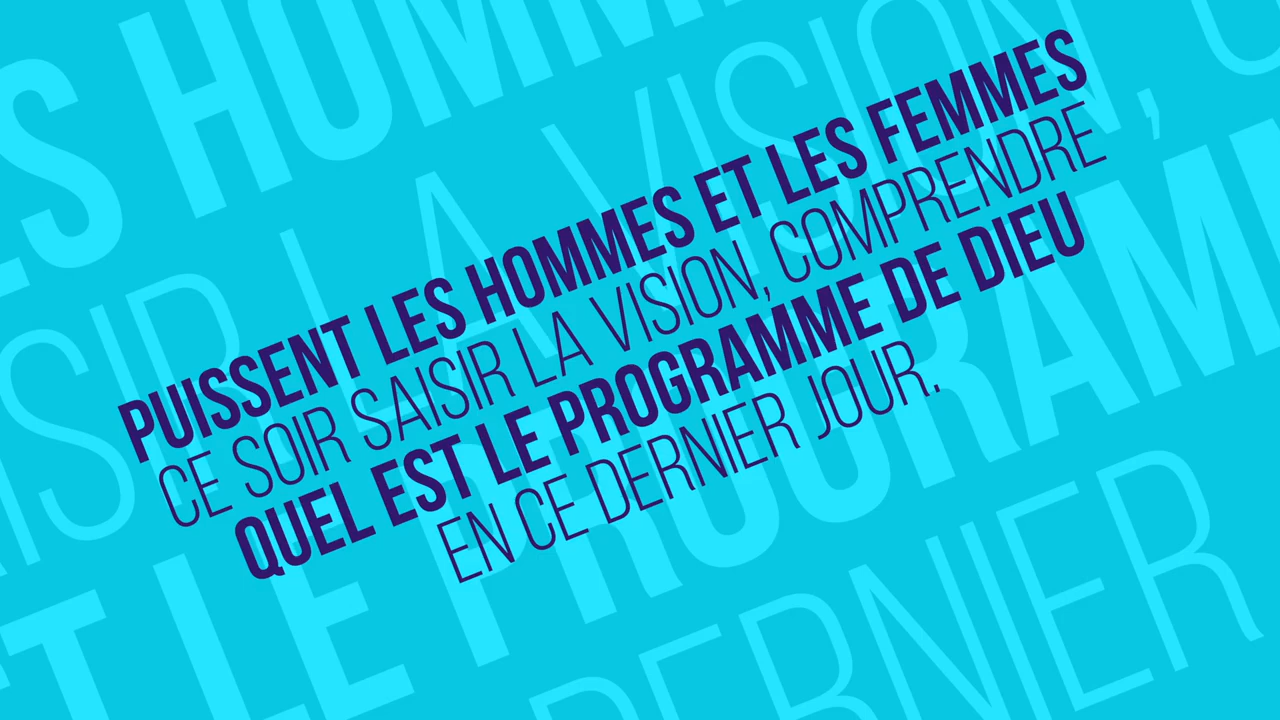 PUISSENT LES HOMMES ET LES FEMMES
CE SOIR SAISIR LA VISION, COMPRENDRE
QUEL EST LE PROGRAMME DE DIEU
EN CE DERNIER JOUR.